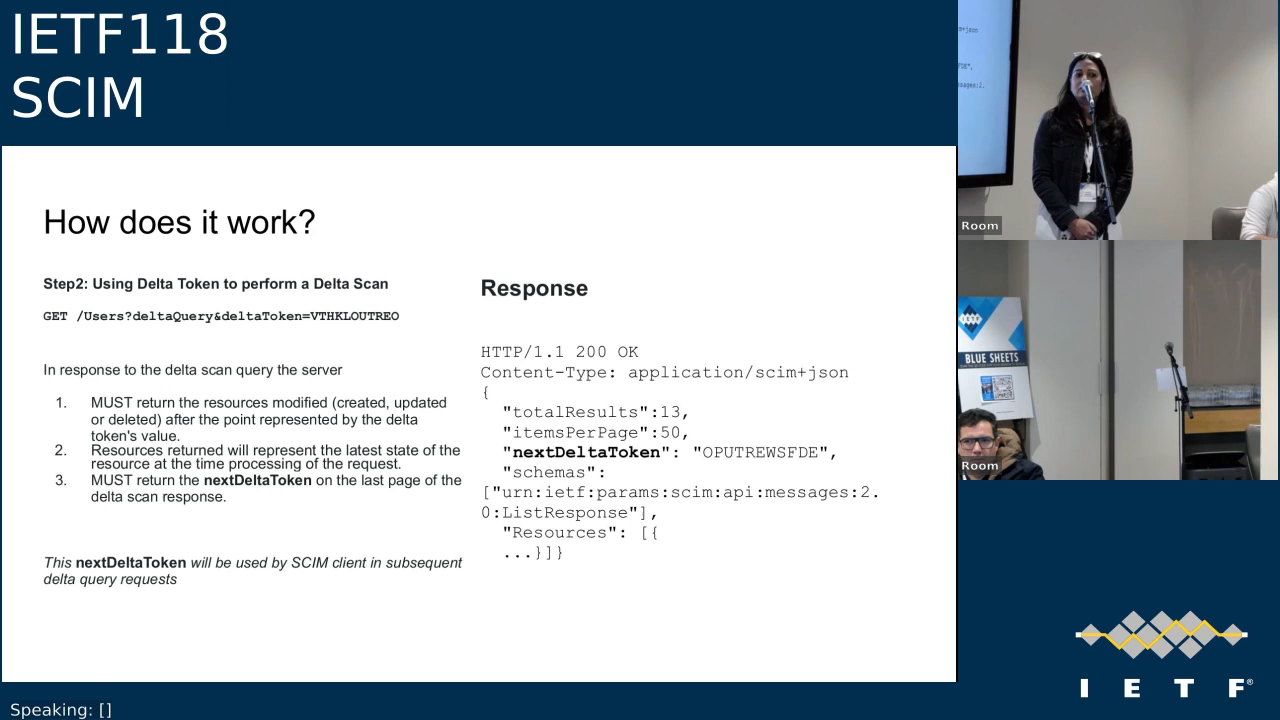 IETF118
SCIM
How does it work?
Step2: Using Delta Token to perform a Delta Scan
GET /Users?deltaQuery&deltaToken=VTHKLOUTREO
In response to the delta scan query the server
1. MUST return the resources modified (created, updated
or deleted) after the point represented by the delta
token's value.
2. Resources returned will represent the latest state of the
resource at the time processing of the request.
3. MUST return the nextDeltaToken on the last page of the
delta scan response.
This nextDeltaToken will be used by SCIM client in subsequent
delta query requests
Response
HTTP/1.1 200 OK
Content-Type: application/scim+json
{
"totalResults":13,
"itemsPerPage":50,
"nextDeltaToken": "OPUTREWSFDE",
"schemas":
["urn:ietf:params:scim:api:messages:2.
0:ListResponse"],
"Resources": [{
...}]}
Room
IETF
BLUE SHEETS
Room
IETF®
Speaking: []